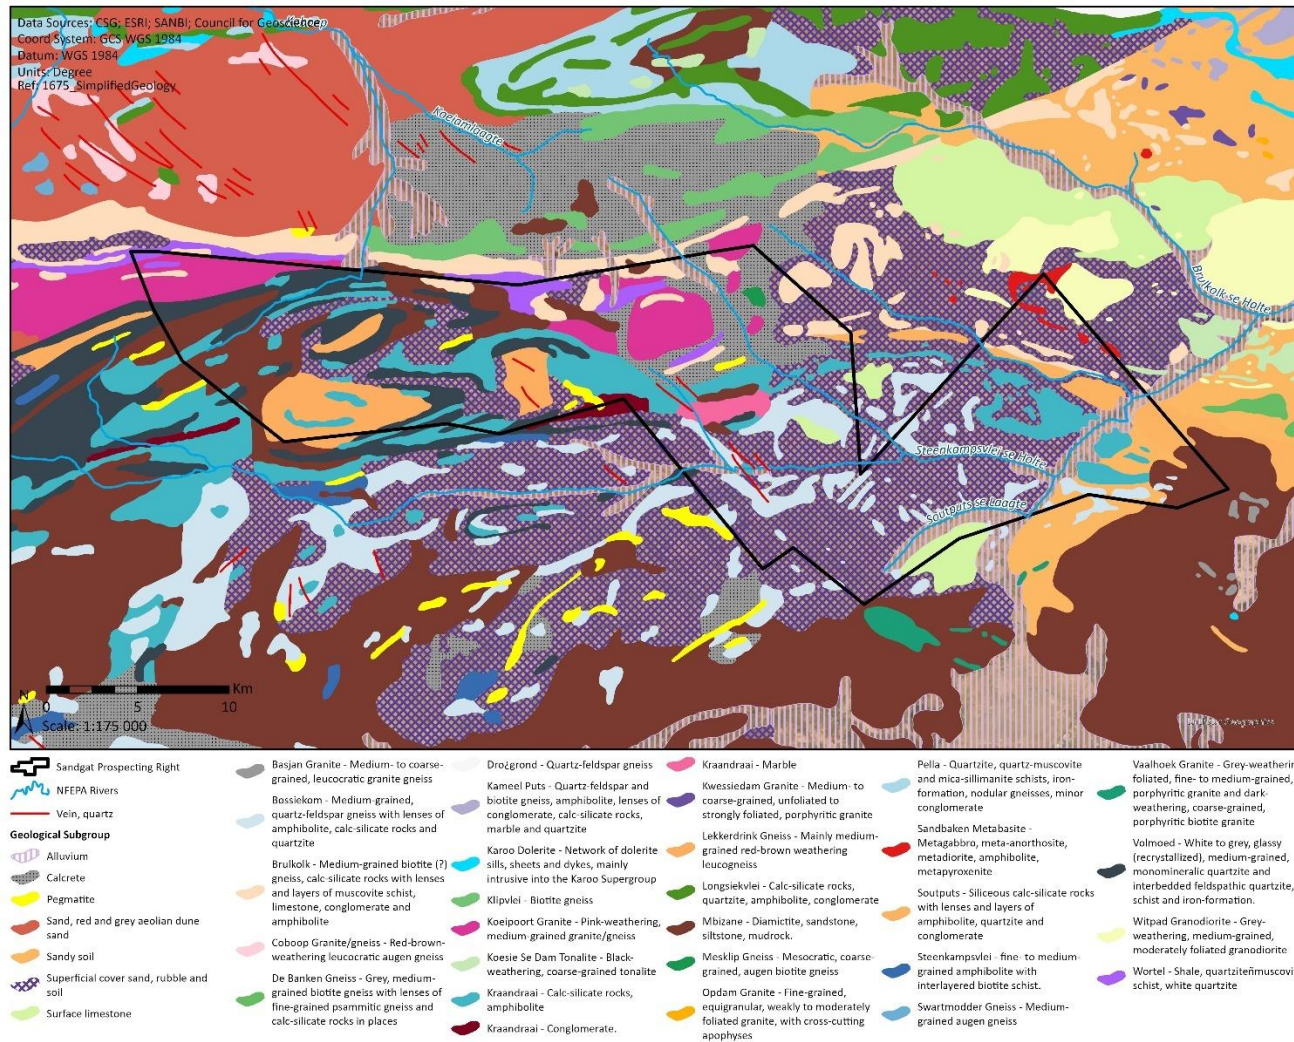 Data Sources: CSG; ESRI; SANBI; Council for Geoscience
Coord System: GCS WGS 1984
Datum: WGS 1984
Units: Degree
Ref: 1675_SimplifiedGeology
Koelamlaagte
Brulkolk se Holte
Steenkampsvlei se Holte
Soutputs se Laagte
N
0 5 10 Km
Scale: 1:175 000
Sandgat Prospecting Right
NFEPA Rivers
Vein, quartz
Geological Subgroup
Alluvium
Calcrete
Pegmatite
Sand, red and grey aeolian dune
sand
Sandy soil
Superficial cover sand, rubble and
soil
Surface limestone
Basjan Granite - Medium- to coarse-
grained, leucocratic granite gneiss
Bossiekom - Medium-grained,
quartz-feldspar gneiss with lenses of
amphibolite, calc-silicate rocks and
quartzite
Brulkolk - Medium-grained biotite (?)
gneiss, calc-silicate rocks with lenses
and layers of muscovite schist,
limestone, conglomerate and
amphibolite
Coboop Granite/gneiss - Red-brown-
weathering leucocratic augen gneiss
De Banken Gneiss - Grey, medium-
grained biotite gneiss with lenses of
fine-grained psammitic gneiss and
calc-silicate rocks in places
Dro¿grond - Quartz-feldspar gneiss
Kameel Puts - Quartz-feldspar and
biotite gneiss, amphibolite, lenses of
conglomerate, calc-silicate rocks,
marble and quartzite
Karoo Dolerite - Network of dolerite
sills, sheets and dykes, mainly
intrusive into the Karoo Supergroup
Klipvlei - Biotite gneiss
Koeipoort Granite - Pink-weathering,
medium-grained granite/gneiss
Koesie Se Dam Tonalite - Black-
weathering, coarse-grained tonalite
Kraandraai - Calc-silicate rocks,
amphibolite
Kraandraai - Conglomerate.
Kraandraai - Marble
Kwessiedam Granite - Medium- to
coarse-grained, unfoliated to
strongly foliated, porphyritic granite
Lekkerdrink Gneiss - Mainly medium-
grained red-brown weathering
leucogneiss
Longsiekvlei - Calc-silicate rocks,
quartzite, amphibolite, conglomerate
Mbizane - Diamictite, sandstone,
siltstone, mudrock.
Mesklip Gneiss - Mesocratic, coarse-
grained, augen biotite gneiss
Opdam Granite - Fine-grained,
equigranular, weakly to moderately
foliated granite, with cross-cutting
apophyses
Pella - Quartzite, quartz-muscovite
and mica-sillimanite schists, iron-
formation, nodular gneisses, minor
conglomerate
Sandbaken Metabasite -
Metagabbro, meta-anorthosite,
metadiorite, amphibolite,
metapyroxenite
Soutputs - Siliceous calc-silicate rocks
with lenses and layers of
amphibolite, quartzite and
conglomerate
Steenkampsvlei - fine- to medium-
grained amphibolite with
interlayered biotite schist.
Swartmodder Gneiss - Medium-
grained augen gneiss
Vaalhoek Granite - Grey-weatherin
foliated, fine- to medium-grained,
porphyritic granite and dark-
weathering, coarse-grained,
porphyritic biotite granite
Volmoed - White to grey, glassy
(recrystallized), medium-grained,
monomineralic quartzite and
interbedded feldspathic quartzite,
schist and iron-formation.
Witpad Granodiorite - Grey-
weathering, medium-grained,
moderately foliated granodiorite
Wortel - Shale, quartziteñmuscovi
schist, white quartzite